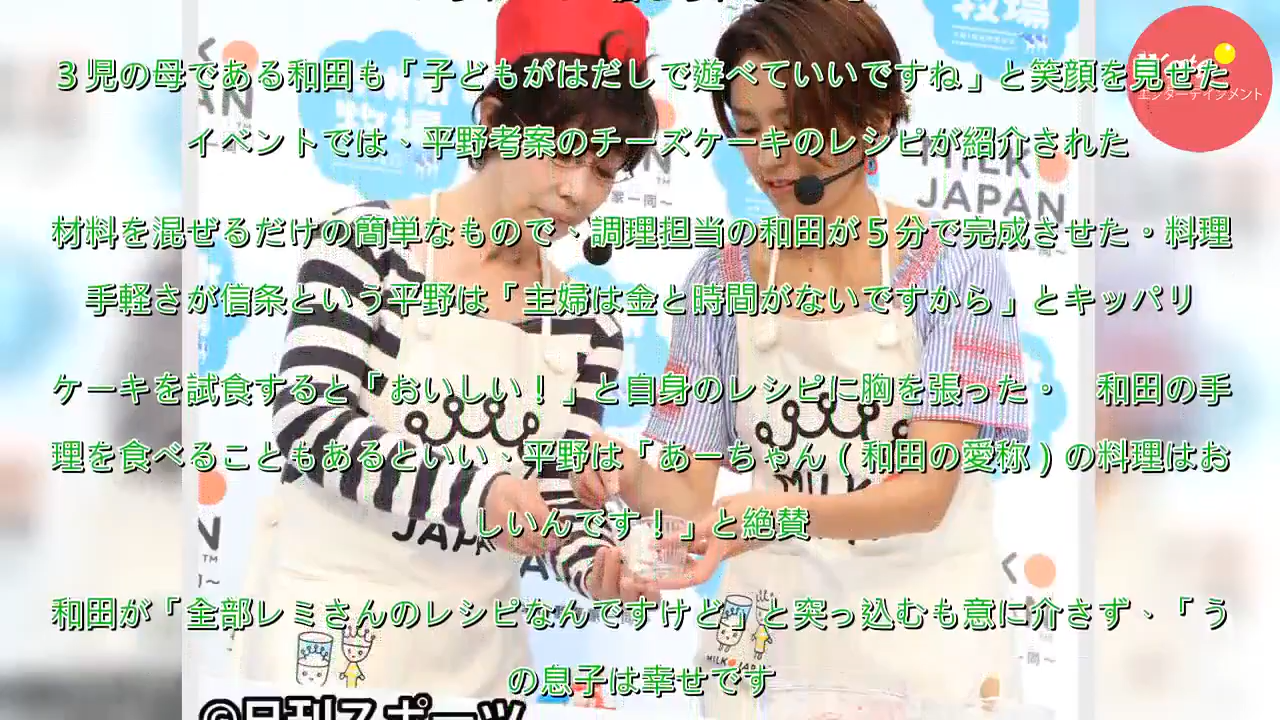 ３児の母である和田も「子どもがはだしで遊べていいですね」と笑顔を見せた
イベントでは、平野考案のチーズケーキのレシピが紹介された
材料を混ぜるだけの簡単なもので、調理担当の和田が５分で完成させた・料理
手軽さが信条という平野は「主婦は金と時間がないですから」とキッパリ
ケーキを試食すると「おいしい！」と自身のレシピに胸を張った・　和田の手
理を食べることもあるといい、平野は「あーちゃん(和田の愛称)の料理はお
しいんです！」と絶賛
和田が「全部レミさんのレシピなんですけど」と突っ込むも意に介さず、「う
の息子は幸せです
エンターテインメント
牧場
MILK
JAPAN
MILK
JAPAN
MILK JAPAN
©日刊スポーツ